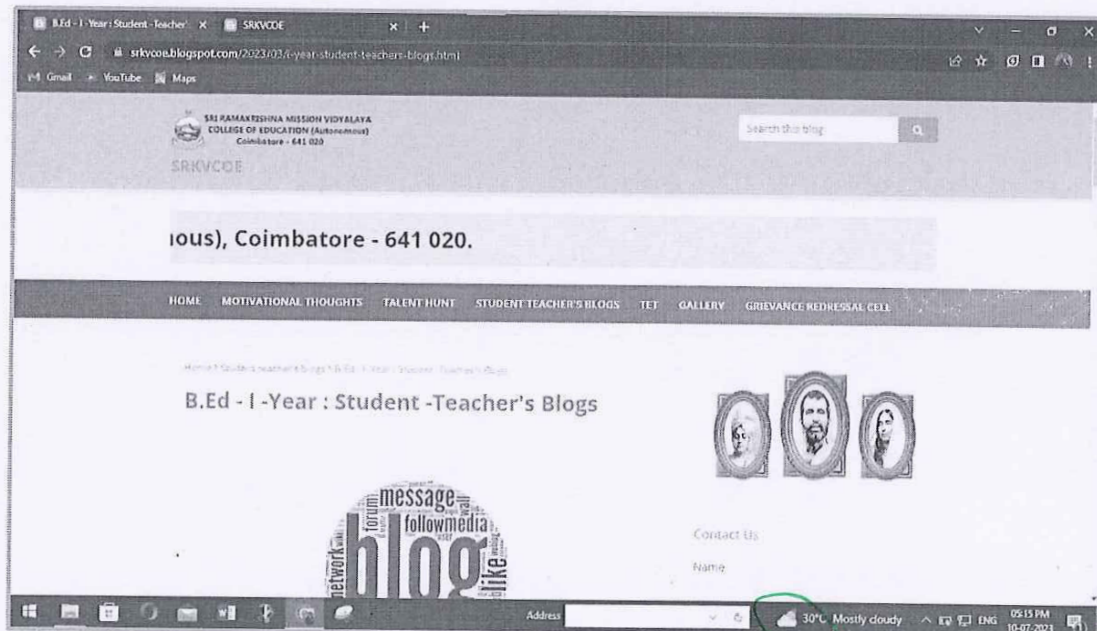 B.Ed - I - Year : Student -Teacher' SRKVCOE
srkvcoe.blogspot.com/2023/03/i-year-student-teachers-blogs.html
Gmail YouTube Maps
SRI RAMAKRISHNA MISSION VIDYALAYA
COLLEGE OF EDUCATION (Autonomous)
Coimbatore - 641 020
Search this blog
SRKVCOE
ious), Coimbatore - 641 020.
HOME MOTIVATIONAL THOUGHTS TALENT HUNT STUDENT TEACHER'S BLOGS TET GALLERY GRIEVANCE REDRESSAL CELL
B.Ed - I -Year : Student -Teacher's Blogs
message
forum
wall
followmedia
user
blog
network
like
Contact Us
Name
Address 30°C Mostly cloudy ENG 05:15 PM
10-07-2023